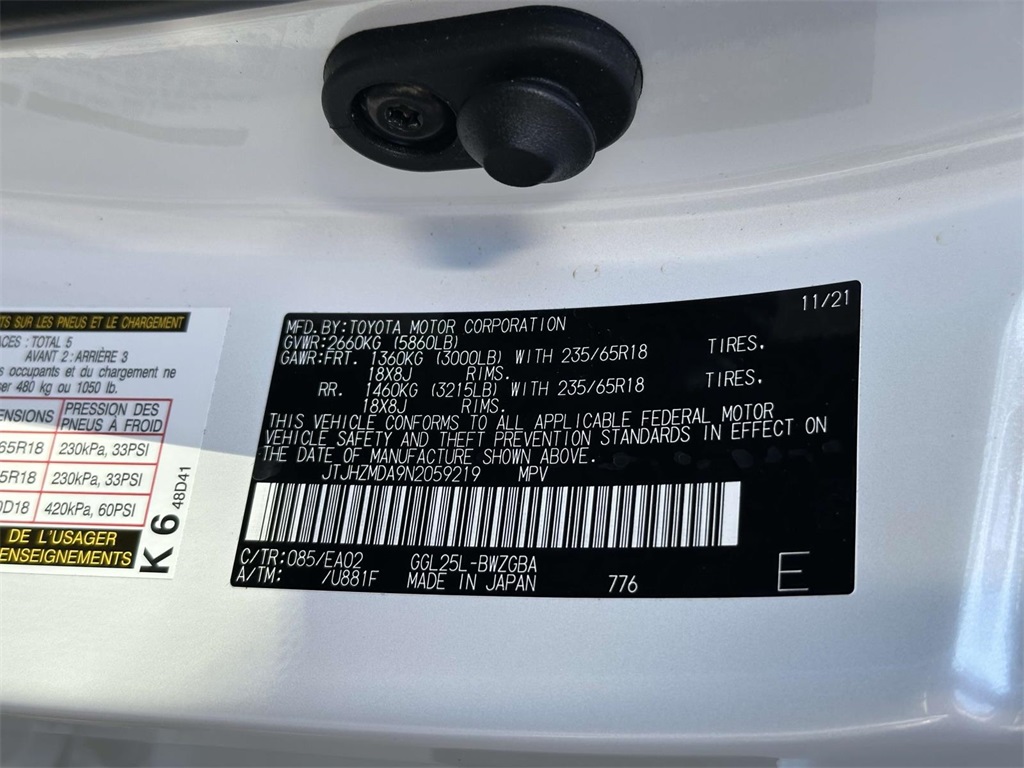 TS SUR LES PNEUS ET LE CHARGEMENT
ACES : TOTAL 5
AVANT 2 : ARRIÈRE 3
occupants et du chargement ne
ser 480 kg ou 1050 lb.
ENSIONS PRESSION DES PNEUS À FROID
65R18 230kPa, 33PSI
5R18 230kPa, 33PSI
0D18 420kPa, 60PSI
DE L'USAGER
ENSEIGNEMENTS
K 6 48D41
11/21
MFD.BY:TOYOTA MOTOR CORPORATION
GVWR:2660KG (5860LB)
GAWR:FRT. 1360KG (3000LB) WITH 235/65R18 TIRES.
18X8J RIMS.
RR. 1460KG (3215LB) WITH 235/65R18 TIRES.
18X8J RIMS.
THIS VEHICLE CONFORMS TO ALL APPLICABLE FEDERAL MOTOR
VEHICLE SAFETY AND THEFT PREVENTION STANDARDS IN EFFECT ON
THE DATE OF MANUFACTURE SHOWN ABOVE.
JTJHZMDA9N2059219 MPV
C/TR:085/EA02 GGL25L-BWZGBA
A/TM: /U881F MADE IN JAPAN 776 E